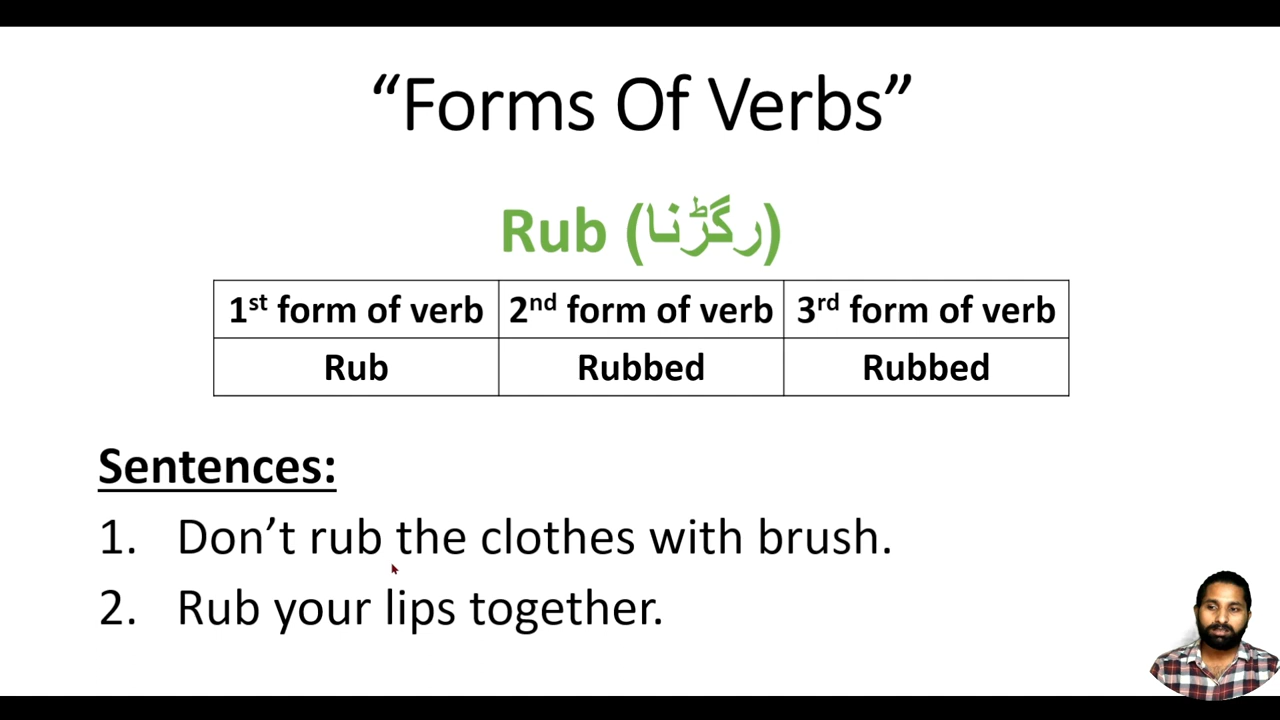 “Forms Of Verbs”
Rub (رگڑنا)
1st form of verb 2nd form of verb 3rd form of verb
Rub Rubbed Rubbed
Sentences:
1. Don’t rub the clothes with brush.
2. Rub your lips together.